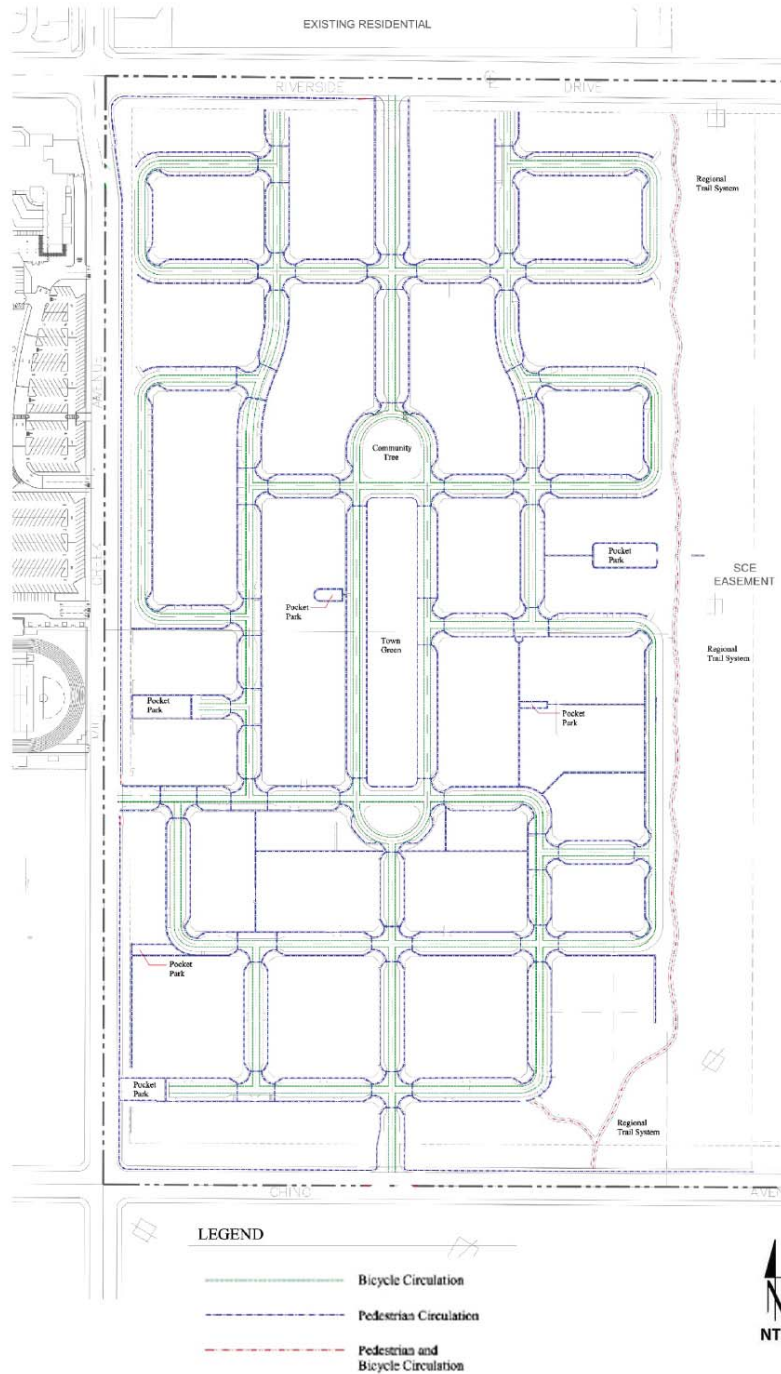 EXISTING RESIDENTIAL
RIVERSIDE
DRIVE
Regional
Trail System
AVENUE
Community
Tree
Pocket
Park
SCE
EASEMENT
Pocket
Park
Town
Green
Regional
Trail System
Pocket
Park
Pocket
Park
Pocket
Park
Pocket
Park
Regional
Trail System
CHINO
AVEN
LEGEND
Bicycle Circulation
Pedestrian Circulation
Pedestrian and
Bicycle Circulation
N
NT